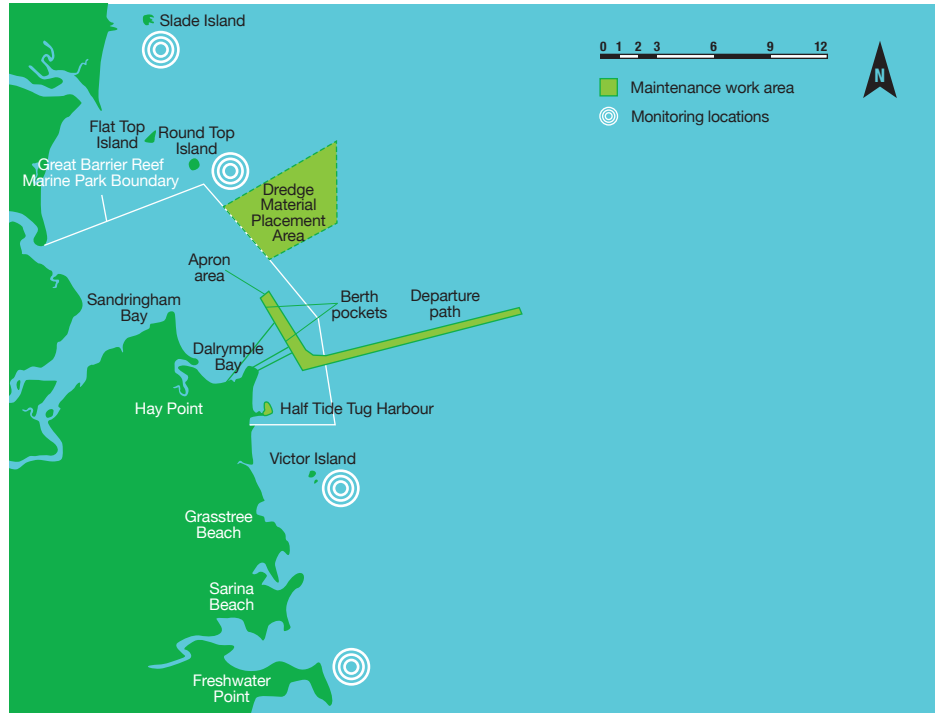 Slade Island
0 1 2 3 6 9 12
N
Maintenance work area
Monitoring locations
Flat Top
Island
Round Top
Island
Great Barrier Reef
Marine Park Boundary
Dredge
Material
Placement
Area
Apron
area
Sandringham
Bay
Berth
pockets
Departure
path
Dalrymple
Bay
Hay Point
Half Tide Tug Harbour
Victor Island
Grasstree
Beach
Sarina
Beach
Freshwater
Point